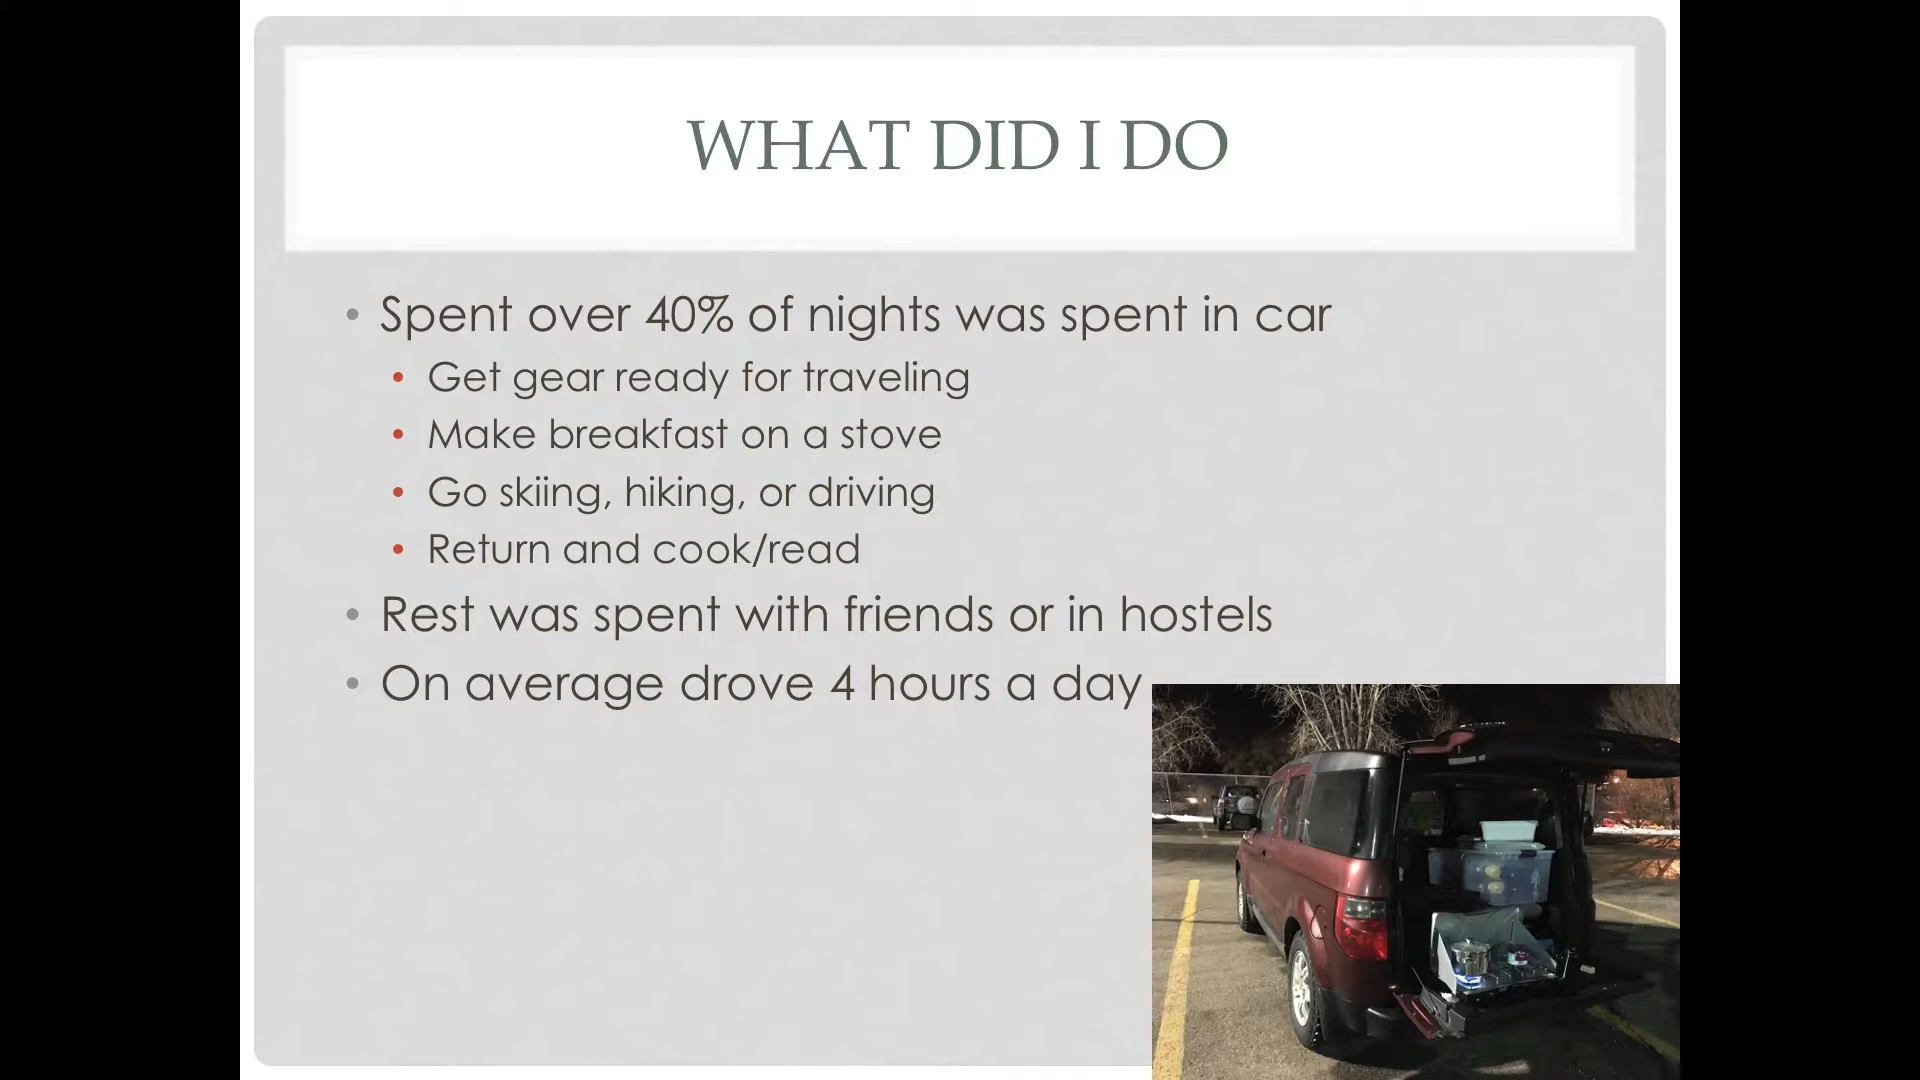 WHAT DID I DO
• Spent over 40% of nights was spent in car
• Get gear ready for traveling
• Make breakfast on a stove
• Go skiing, hiking, or driving
• Return and cook/read
• Rest was spent with friends or in hostels
• On average drove 4 hours a day